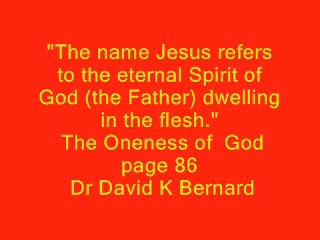 "The name Jesus refers
to the eternal Spirit of
God (the Father) dwelling
in the flesh."
The Oneness of God
page 86
Dr David K Bernard